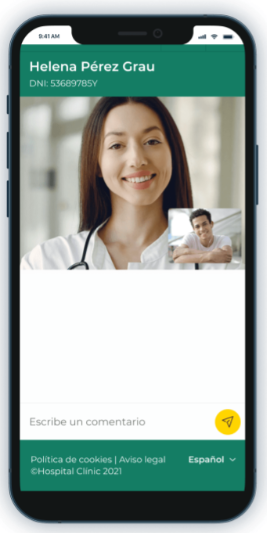 9:41 AM
Helena Pérez Grau
DNI: 53689785Y
Escribe un comentario
Política de cookies | Aviso legal
Español
©Hospital Clínic 2021